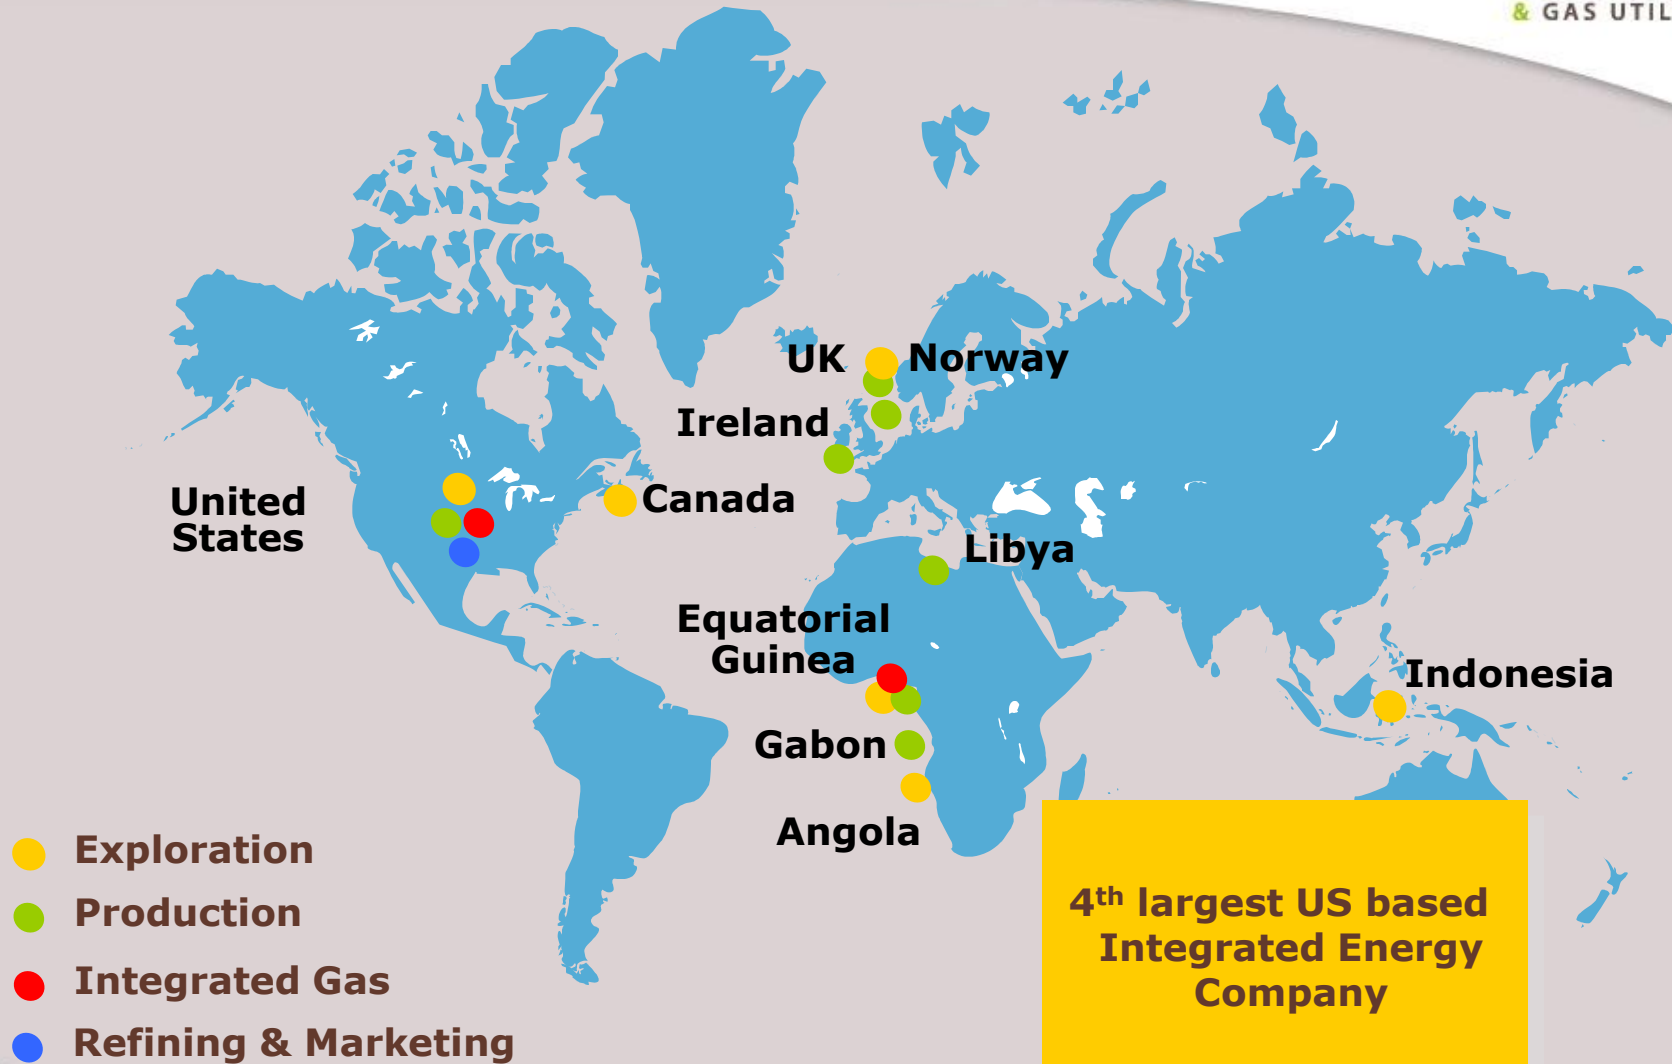 & GAS UTIL
UK
Norway
Ireland
United
States
Canada
Libya
Equatorial
Guinea
Indonesia
Gabon
Angola
Exploration
Production
Integrated Gas
Refining & Marketing
4th largest US based
Integrated Energy
Company